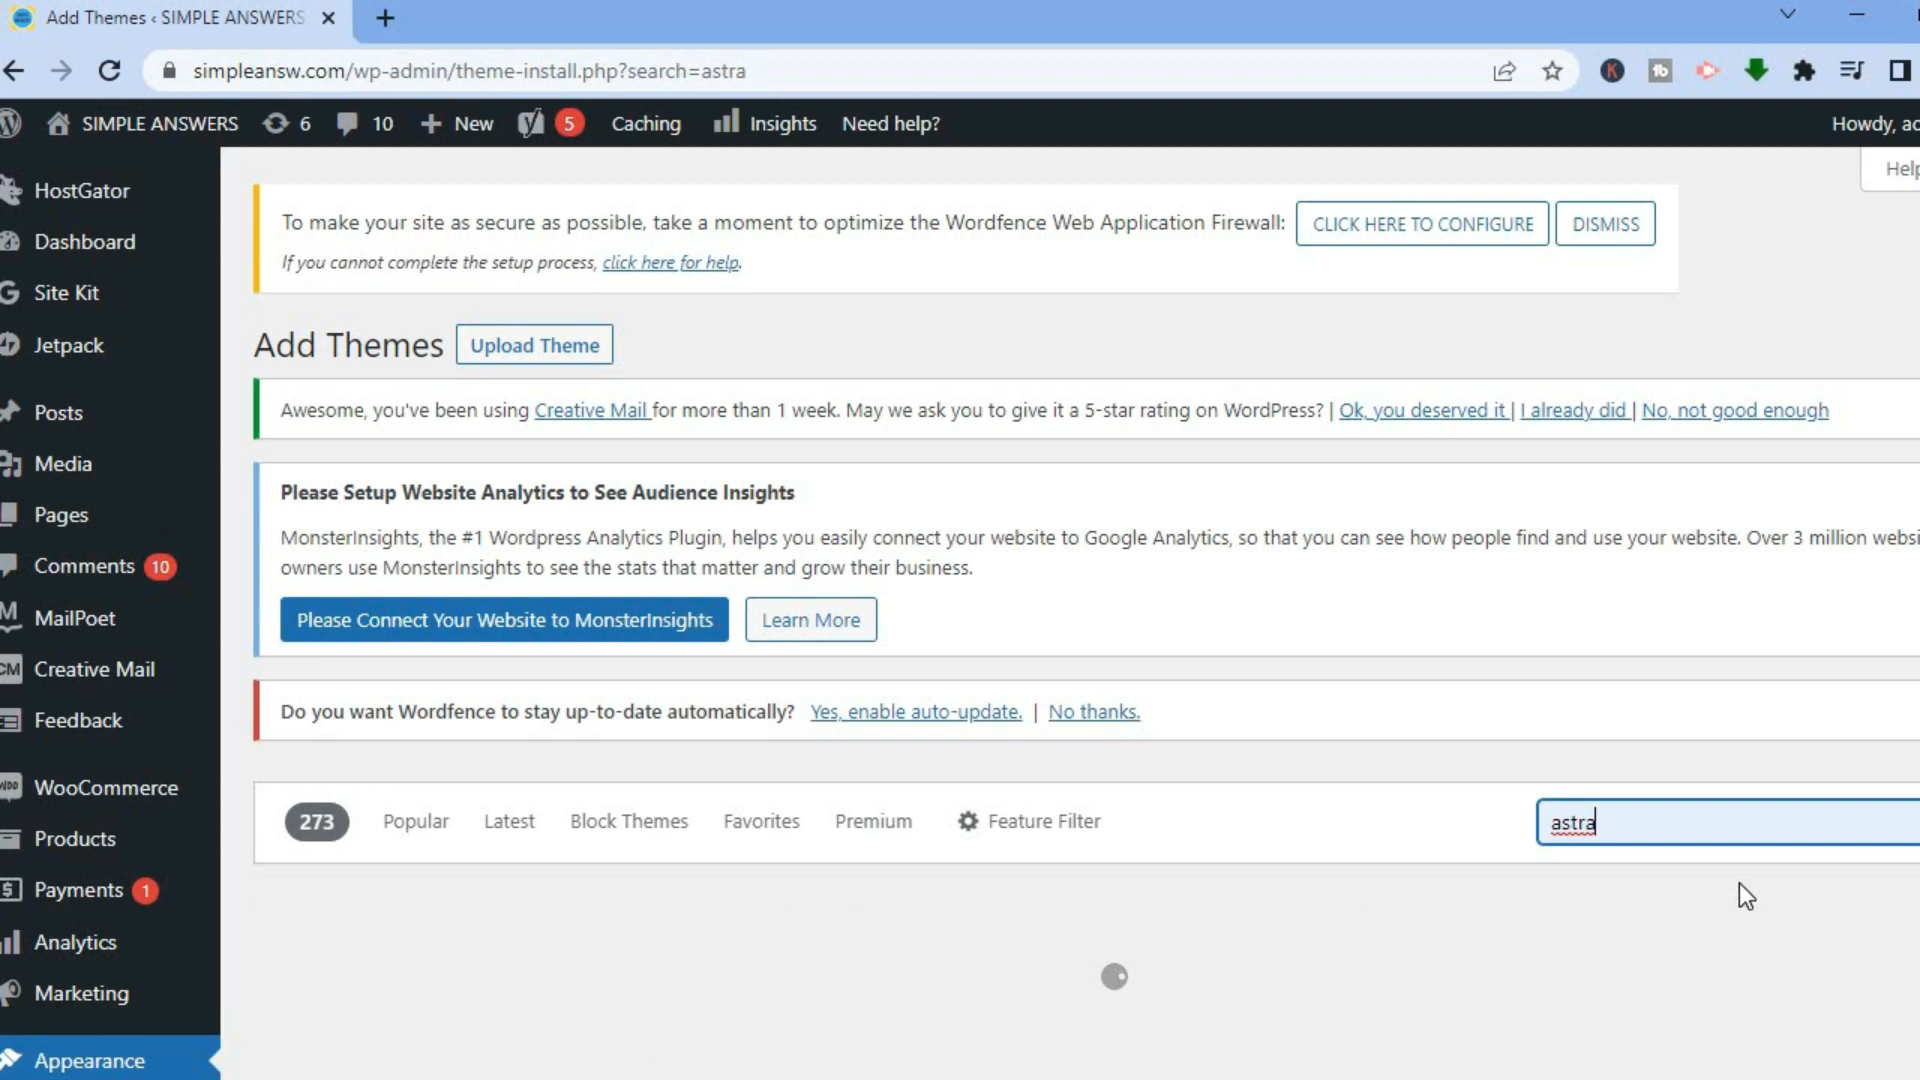 Add Themes ‹ SIMPLE ANSWERS
simpleansw.com/wp-admin/theme-install.php?search=astra
SIMPLE ANSWERS 6 10 New 5 Caching Insights Need help? Howdy, ac
Help
HostGator
Dashboard
Site Kit
Jetpack
Posts
Media
Pages
Comments 10
MailPoet
Creative Mail
Feedback
WooCommerce
Products
Payments 1
Analytics
Marketing
Appearance
To make your site as secure as possible, take a moment to optimize the Wordfence Web Application Firewall: CLICK HERE TO CONFIGURE DISMISS
If you cannot complete the setup process, click here for help.
Add Themes Upload Theme
Awesome, you've been using Creative Mail for more than 1 week. May we ask you to give it a 5-star rating on WordPress? | Ok, you deserved it | I already did | No, not good enough
Please Setup Website Analytics to See Audience Insights
MonsterInsights, the #1 Wordpress Analytics Plugin, helps you easily connect your website to Google Analytics, so that you can see how people find and use your website. Over 3 million websi
owners use MonsterInsights to see the stats that matter and grow their business.
Please Connect Your Website to MonsterInsights Learn More
Do you want Wordfence to stay up-to-date automatically? Yes, enable auto-update. | No thanks.
273 Popular Latest Block Themes Favorites Premium Feature Filter astra